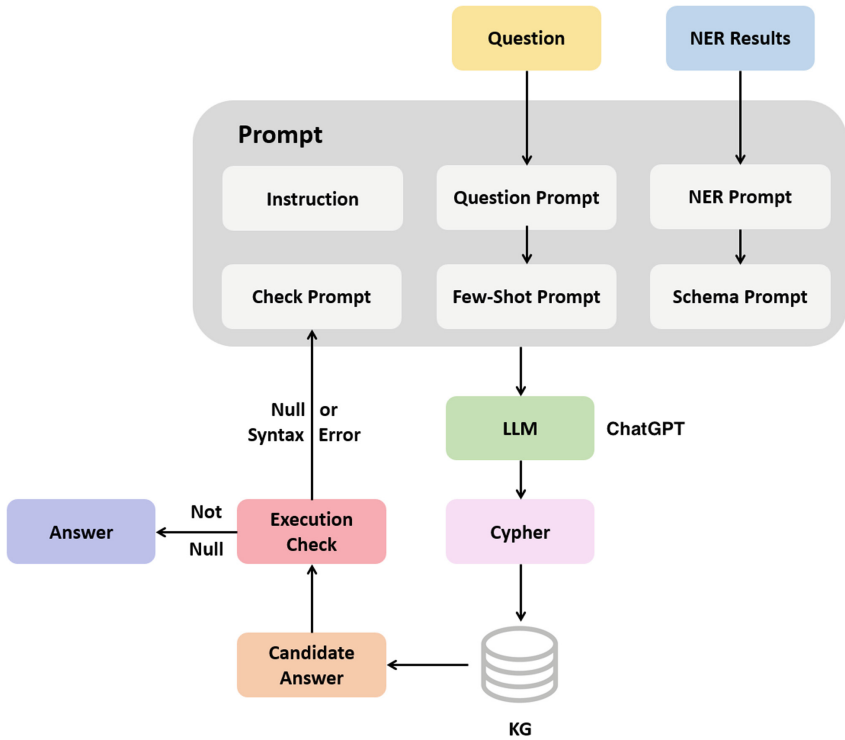 Question
NER Results
Prompt
Instruction
Question Prompt
NER Prompt
Check Prompt
Few-Shot Prompt
Schema Prompt
Null or
Syntax Error
LLM
ChatGPT
Answer
Not
Null
Execution
Check
Cypher
Candidate
Answer
KG